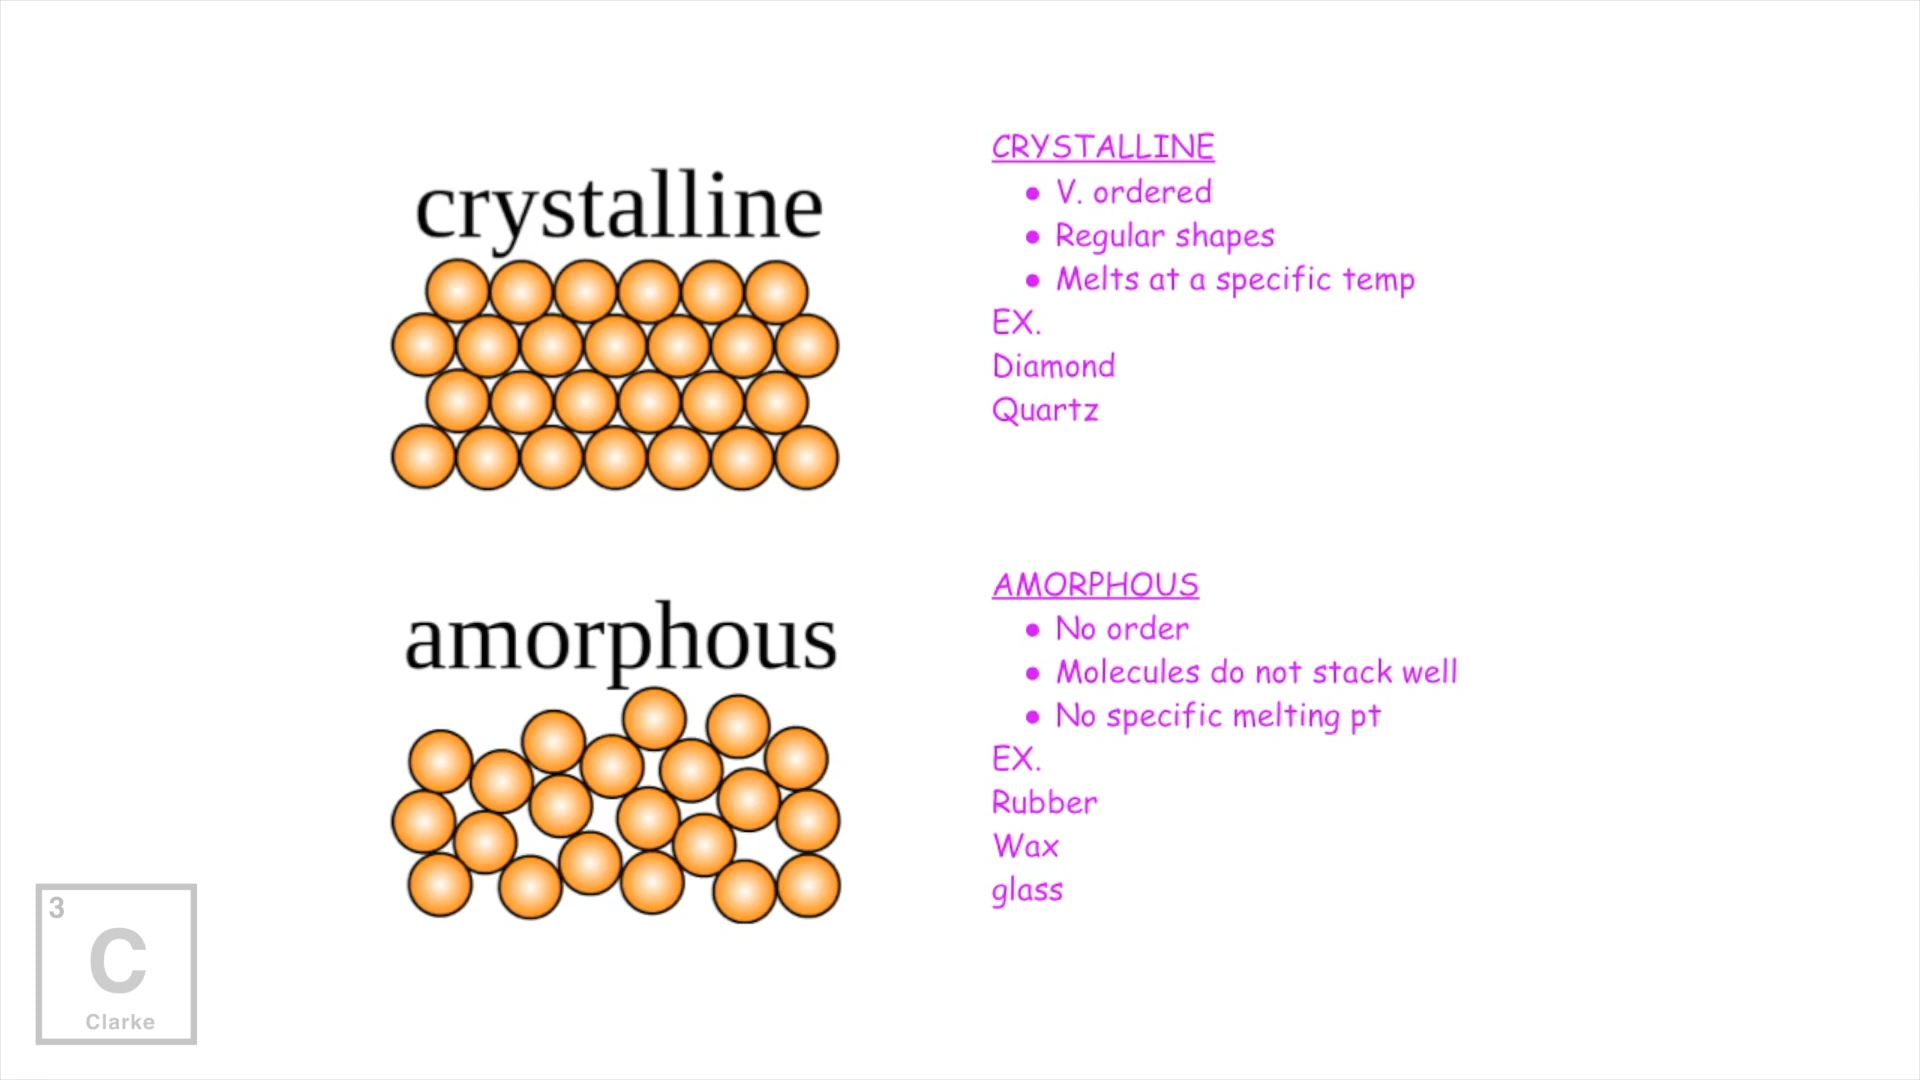 crystalline
CRYSTALLINE
• V. ordered
• Regular shapes
• Melts at a specific temp
EX.
Diamond
Quartz
amorphous
AMORPHOUS
• No order
• Molecules do not stack well
• No specific melting pt
EX.
Rubber
Wax
glass
3
C
Clarke